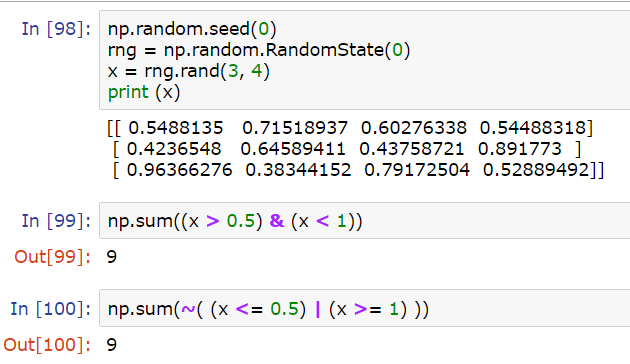 In [98]: np.random.seed(0)
rng = np.random.RandomState(0)
x = rng.rand(3, 4)
print (x)
[[ 0.5488135   0.71518937  0.60276338  0.54488318]
[ 0.4236548   0.64589411  0.43758721  0.891773  ]
[ 0.96366276  0.38344152  0.79172504  0.52889492]]
In [99]: np.sum((x > 0.5) & (x < 1))
Out[99]: 9
In [100]: np.sum(~( (x <= 0.5) | (x >= 1) ))
Out[100]: 9